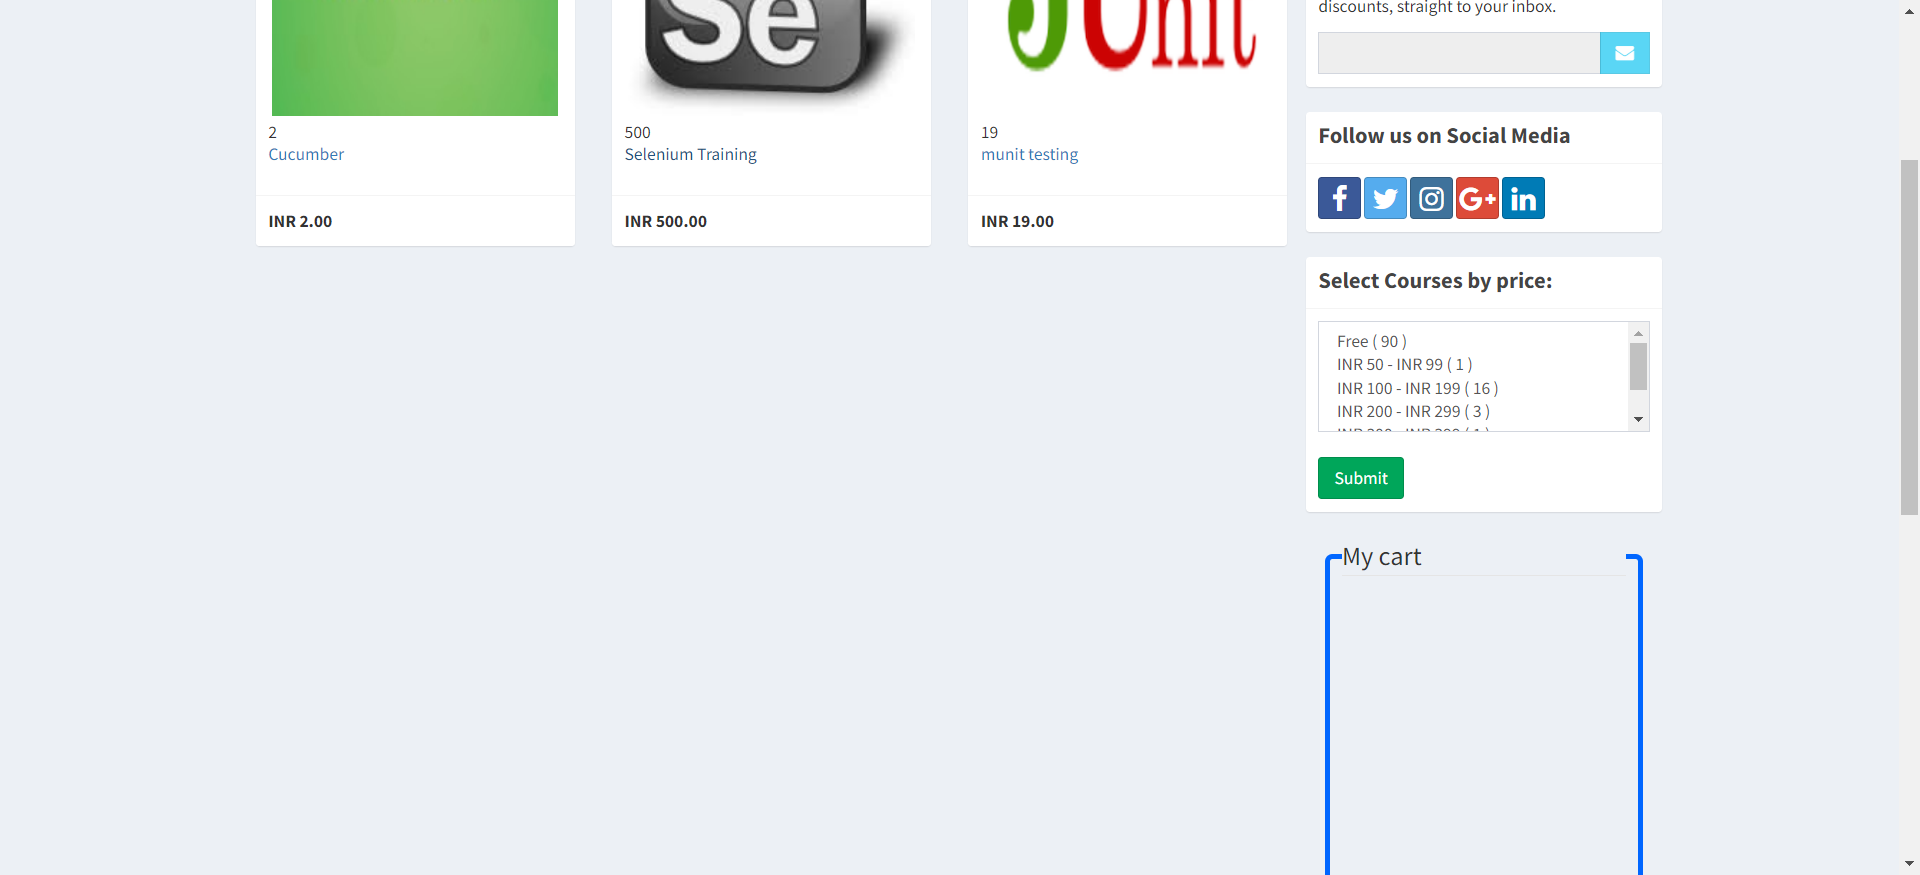 discounts, straight to your inbox.
Se
JUnit
2
Cucumber
500
Selenium Training
19
munit testing
INR 2.00
INR 500.00
INR 19.00
Follow us on Social Media
f
G+
in
Select Courses by price:
Free ( 90 )
INR 50 - INR 99 ( 1 )
INR 100 - INR 199 ( 16 )
INR 200 - INR 299 ( 3 )
Submit
My cart